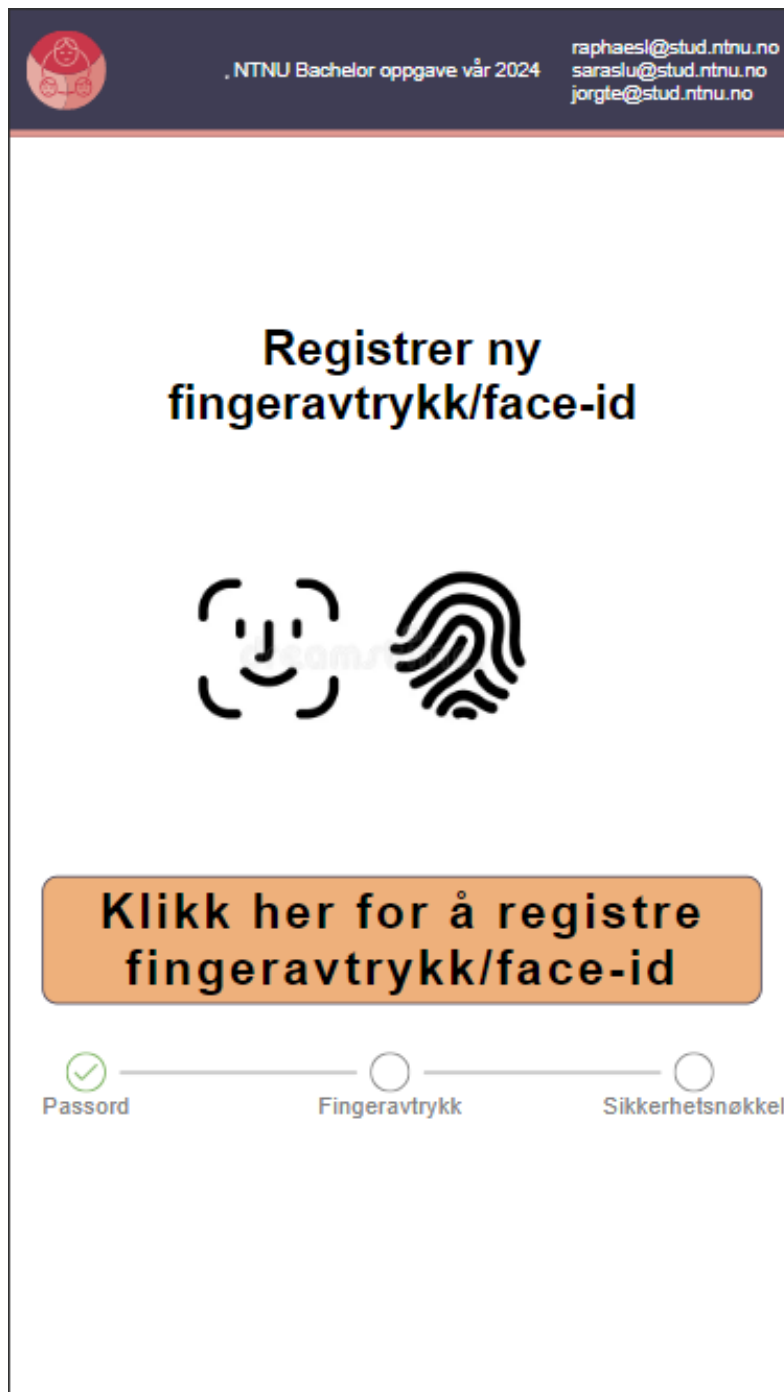 , NTNU Bachelor oppgave vår 2024
raphaesl@stud.ntnu.no
saraslu@stud.ntnu.no
jorgte@stud.ntnu.no
Registrer ny
fingeravtrykk/face-id
dreamstime
Klikk her for å registre
fingeravtrykk/face-id
Passord
Fingeravtrykk
Sikkerhetsnøkkel